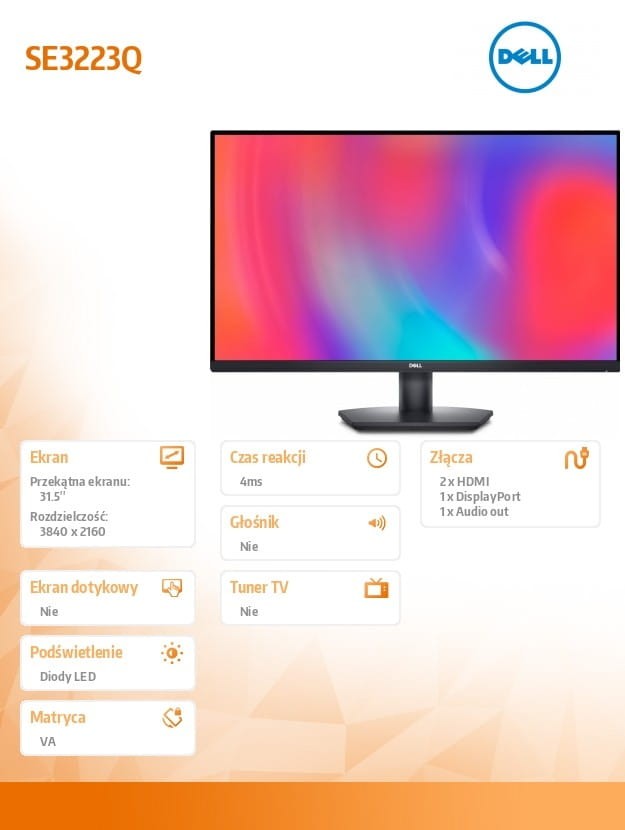 SE3223Q
DELL
DELL
Ekran
Przekątna ekranu:
31.5"
Rozdzielczość:
3840 x 2160
Czas reakcji
4ms
Złącza
2 x HDMI
1 x DisplayPort
1 x Audio out
Głośnik
Nie
Ekran dotykowy
Nie
Tuner TV
Nie
Podświetlenie
Diody LED
Matryca
VA